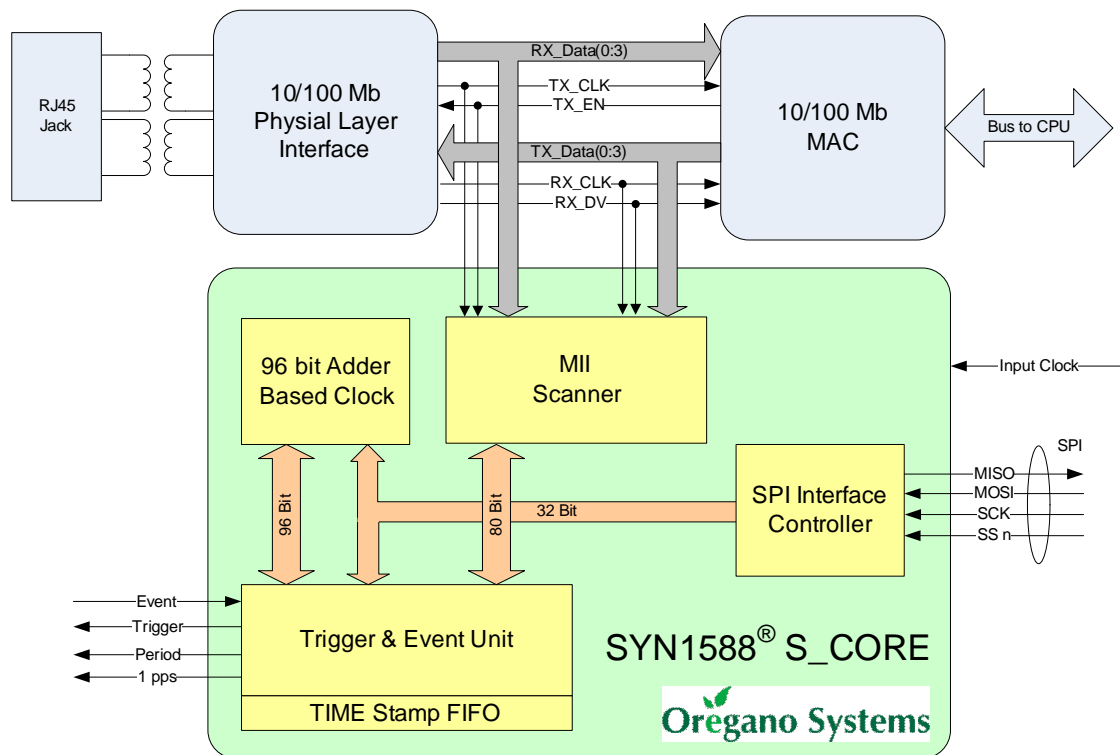 RJ45
Jack
10/100 Mb
Physial Layer
Interface
RX_Data(0:3)
TX_CLK
TX_EN
TX_Data(0:3)
RX_CLK
RX_DV
10/100 Mb
MAC
Bus to CPU
96 bit Adder
Based Clock
MII
Scanner
Input Clock
SPI
MISO
MOSI
SCK
SS n
SPI Interface
Controller
96 Bit
80 Bit
32 Bit
Event
Trigger
Period
1 pps
Trigger & Event Unit
TIME Stamp FIFO
SYN1588® S_CORE
Oregano Systems